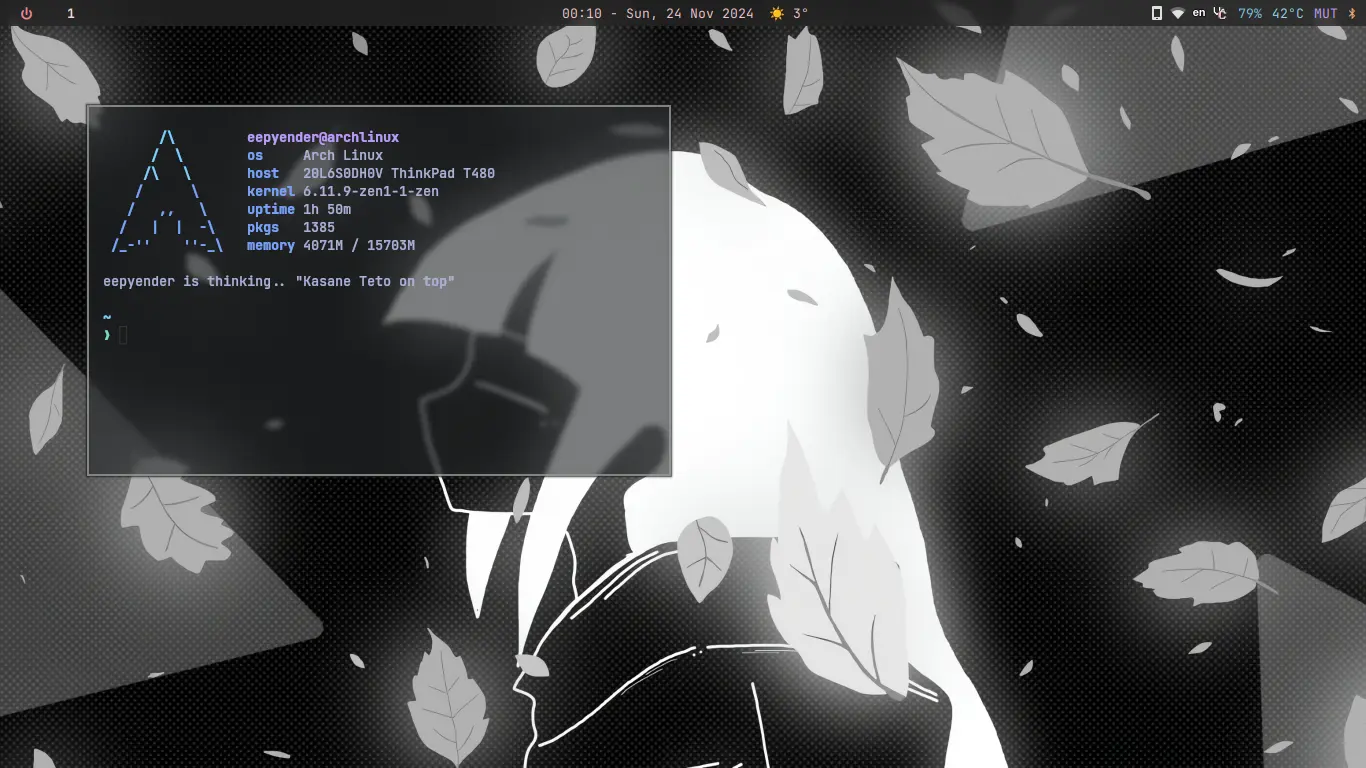 1 00:10 - Sun, 24 Nov 2024 3° en 79% 42°C MUT
eepyender@archlinux
os Arch Linux
host 20L6S0DH0V ThinkPad T480
kernel 6.11.9-zen1-1-zen
uptime 1h 50m
pkgs 1385
memory 4071M / 15703M
eepyender is thinking.. "Kasane Teto on top"
~
❯